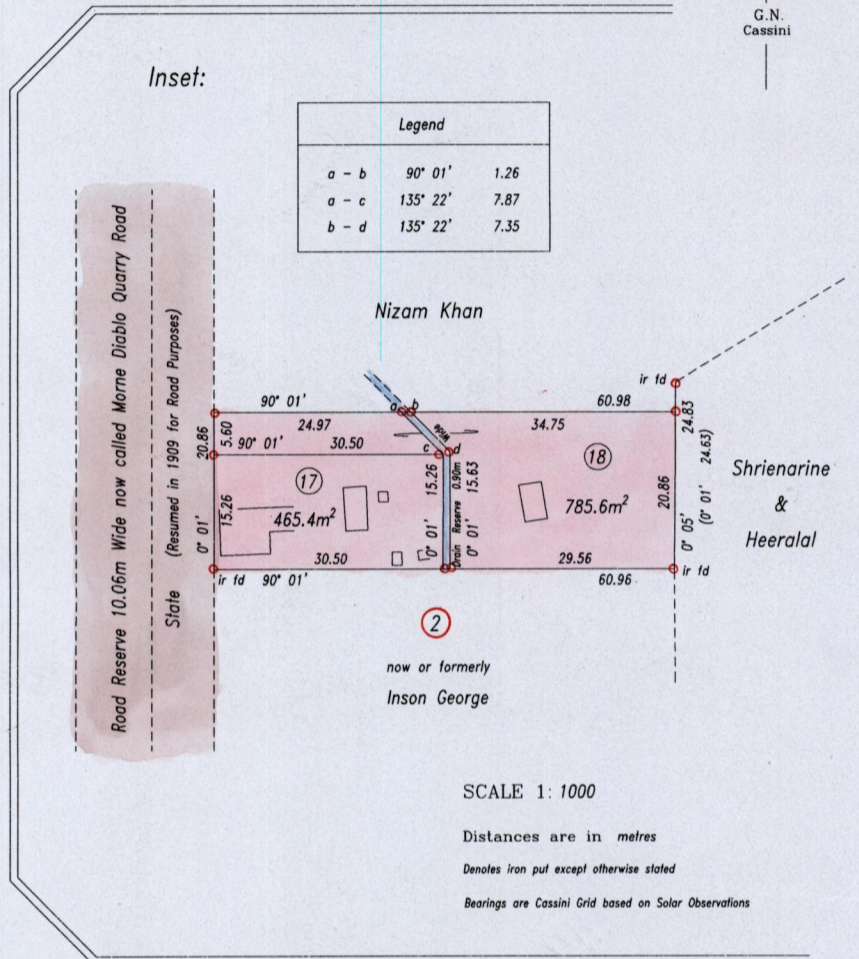 G.N.
Cassini
Inset:
Legend
a - b 90° 01' 1.26
a - c 135° 22' 7.87
b - d 135° 22' 7.35
Road Reserve 10.06m Wide now called Morne Diablo Quarry Road
State (Resumed in 1909 for Road Purposes)
Nizam Khan
ir fd
90° 01'
a
b
60.98
24.97
34.75
24.83
20.86
5.60
90° 01'
30.50
Wide
c
d
18
(0° 01' 24.63)
17
15.26
15.26
Drain Reserve 0.90m
15.63
465.4m²
785.6m²
20.86
Shrienarine
&
Heeralal
0° 01'
0° 01'
0° 01'
0° 05'
30.50
29.56
ir fd 90° 01'
60.96
ir fd
2
now or formerly
Inson George
SCALE 1: 1000
Distances are in metres
Denotes iron put except otherwise stated
Bearings are Cassini Grid based on Solar Observations